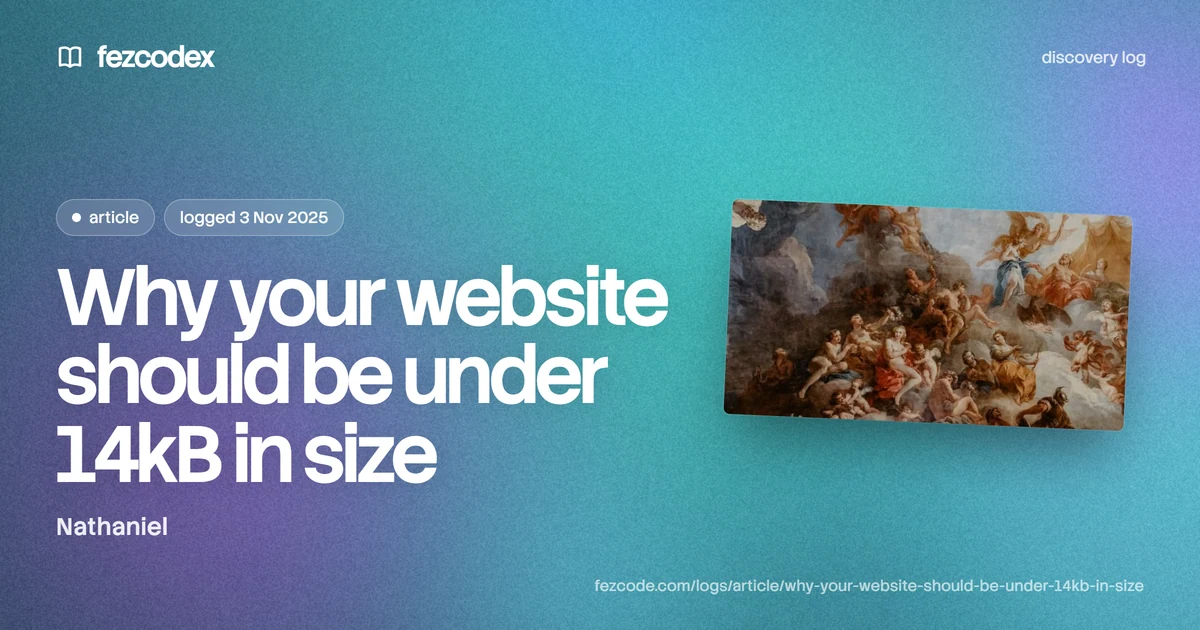 fezcodex
discovery log
article
logged 3 Nov 2025
Why your website
should be under
14kB in size
Nathaniel
fezcode.com/logs/article/why-your-website-should-be-under-14kb-in-size